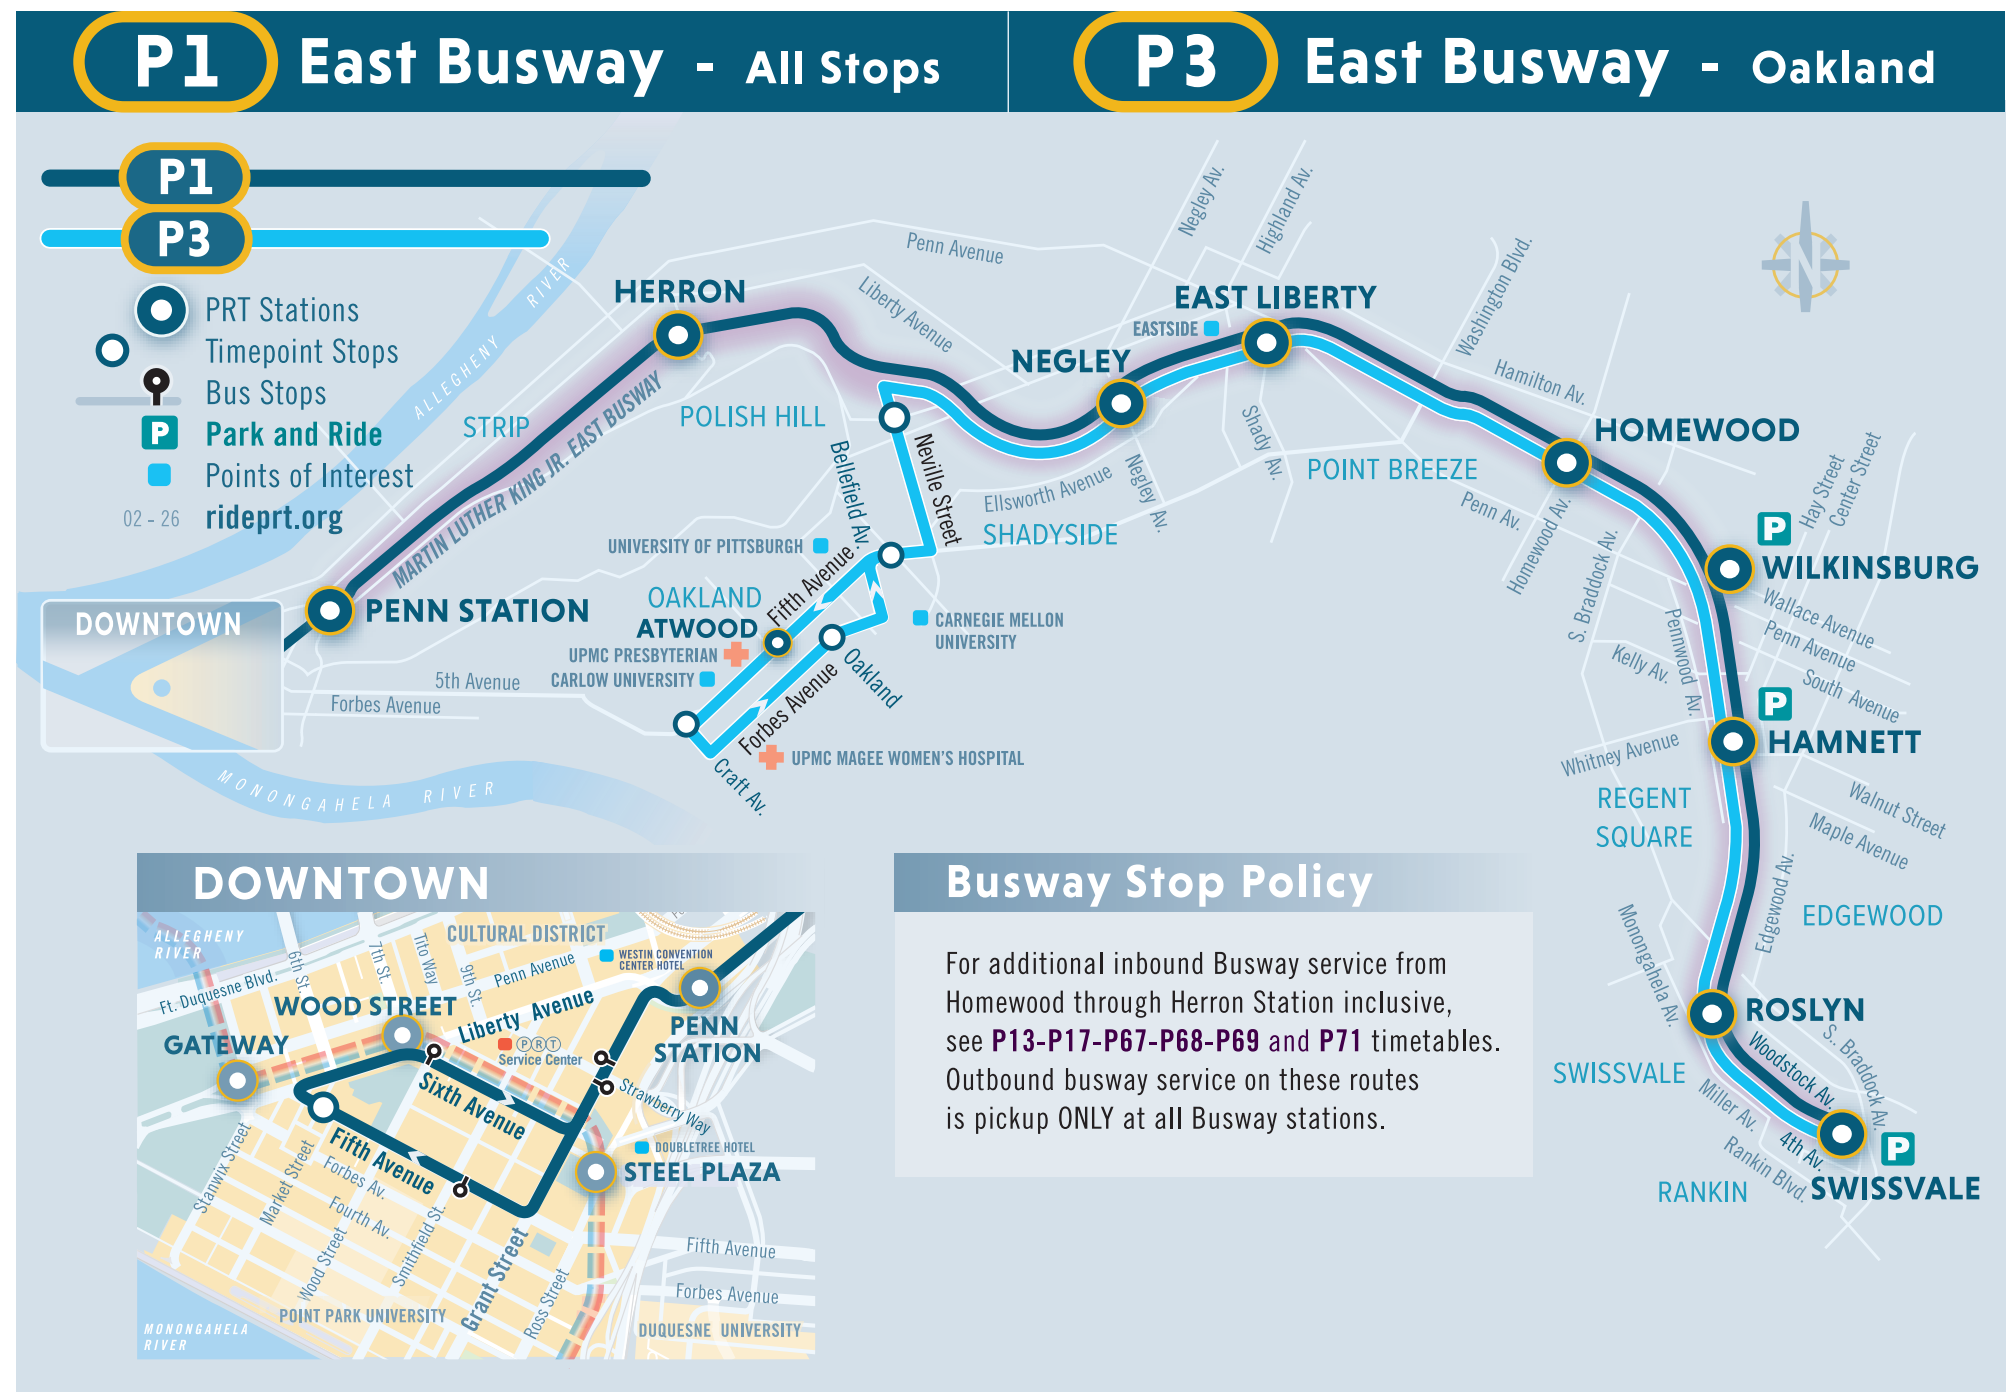 P1 East Busway - All Stops
P3 East Busway - Oakland
P1
P3
PRT Stations
Timepoint Stops
Bus Stops
P Park and Ride
Points of Interest
02 - 26 rideprt.org
ALLEGHENY RIVER
STRIP
MARTIN LUTHER KING JR. EAST BUSWAY
HERRON
POLISH HILL
Penn Avenue
Liberty Avenue
Negley Av.
Highland Av.
EAST LIBERTY
EASTSIDE
NEGLEY
Washington Blvd.
Hamilton Av.
N
HOMEWOOD
Shady Av.
POINT BREEZE
Negley Av.
Ellsworth Avenue
SHADYSIDE
Bellefield Av.
Neville Street
Penn Av.
Homewood Av.
S. Braddock Av.
Hay Street
Center Street
P
WILKINSBURG
Wallace Avenue
Penn Avenue
South Avenue
Pennwood Av.
Kelly Av.
P
HAMNETT
Whitney Avenue
Walnut Street
Maple Avenue
REGENT
SQUARE
Edgewood Av.
EDGEWOOD
Monongahela Av.
ROSLYN
Woodstock Av.
S.. Braddock Av.
SWISSVALE
Miller Av.
4th Av.
Rankin Blvd.
P
SWISSVALE
RANKIN
UNIVERSITY OF PITTSBURGH
OAKLAND
ATWOOD
Fifth Avenue
UPMC PRESBYTERIAN
CARLOW UNIVERSITY
CARNEGIE MELLON
UNIVERSITY
Oakland
Forbes Avenue
UPMC MAGEE WOMEN'S HOSPITAL
Craft Av.
PENN STATION
DOWNTOWN
5th Avenue
Forbes Avenue
MONONGAHELA RIVER
DOWNTOWN
ALLEGHENY
RIVER
Ft. Duquesne Blvd.
6th St.
7th St.
Tito Way
9th St.
CULTURAL DISTRICT
Penn Avenue
WESTIN CONVENTION
CENTER HOTEL
WOOD STREET
Liberty Avenue
GATEWAY
PRT
Service Center
PENN
STATION
Sixth Avenue
Strawberry Way
Fifth Avenue
DOUBLETREE HOTEL
STEEL PLAZA
Stanwix Street
Market Street
Forbes Av.
Fourth Av.
Wood Street
Smithfield St.
Grant Street
Ross Street
Fifth Avenue
Forbes Avenue
POINT PARK UNIVERSITY
DUQUESNE UNIVERSITY
MONONGAHELA
RIVER
Busway Stop Policy
For additional inbound Busway service from
Homewood through Herron Station inclusive,
see P13-P17-P67-P68-P69 and P71 timetables.
Outbound busway service on these routes
is pickup ONLY at all Busway stations.